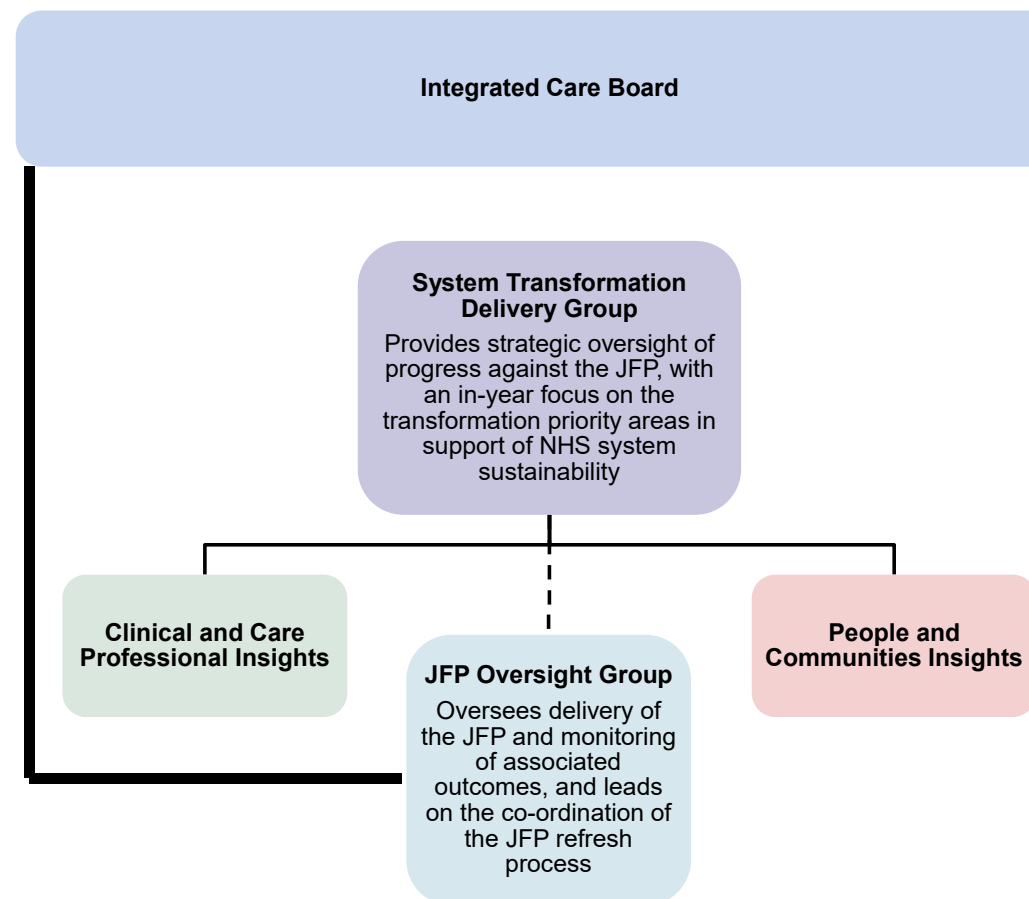 Integrated Care Board
System Transformation
Delivery Group
Provides strategic oversight of
progress against the JFP, with
an in-year focus on the
transformation priority areas in
support of NHS system
sustainability
Clinical and Care
Professional Insights
People and
Communities Insights
JFP Oversight Group
Oversees delivery of
the JFP and monitoring
of associated
outcomes, and leads
on the co-ordination of
the JFP refresh
process